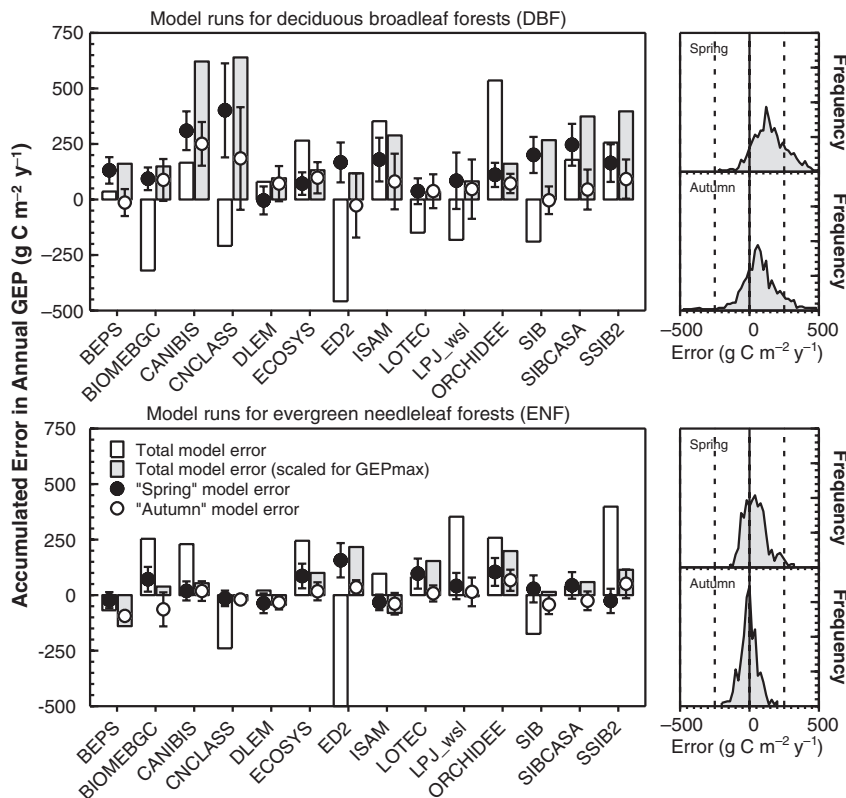 Model runs for deciduous broadleaf forests (DBF)
Accumulated Error in Annual GEP (g C m⁻² y⁻¹)
750
500
250
0
−250
−500
BEPS
BIOMEBGC
CANIBIS
CNCLASS
DLEM
ECOSYS
ED2
ISAM
LOTEC
LPJ_wsl
ORCHIDEE
SIB
SIBCASA
SSIB2
Spring
Frequency
Autumn
Frequency
−500 0 500
Error (g C m⁻² y⁻¹)
Model runs for evergreen needleleaf forests (ENF)
750
500
250
0
-250
-500
Total model error
Total model error (scaled for GEPmax)
"Spring" model error
"Autumn" model error
BEPS
BIOMEBGC
CANIBIS
CNCLASS
DLEM
ECOSYS
ED2
ISAM
LOTEC
LPJ_wsl
ORCHIDEE
SIB
SIBCASA
SSIB2
Spring
Frequency
Autumn
Frequency
−500 0 500
Error (g C m⁻² y⁻¹)